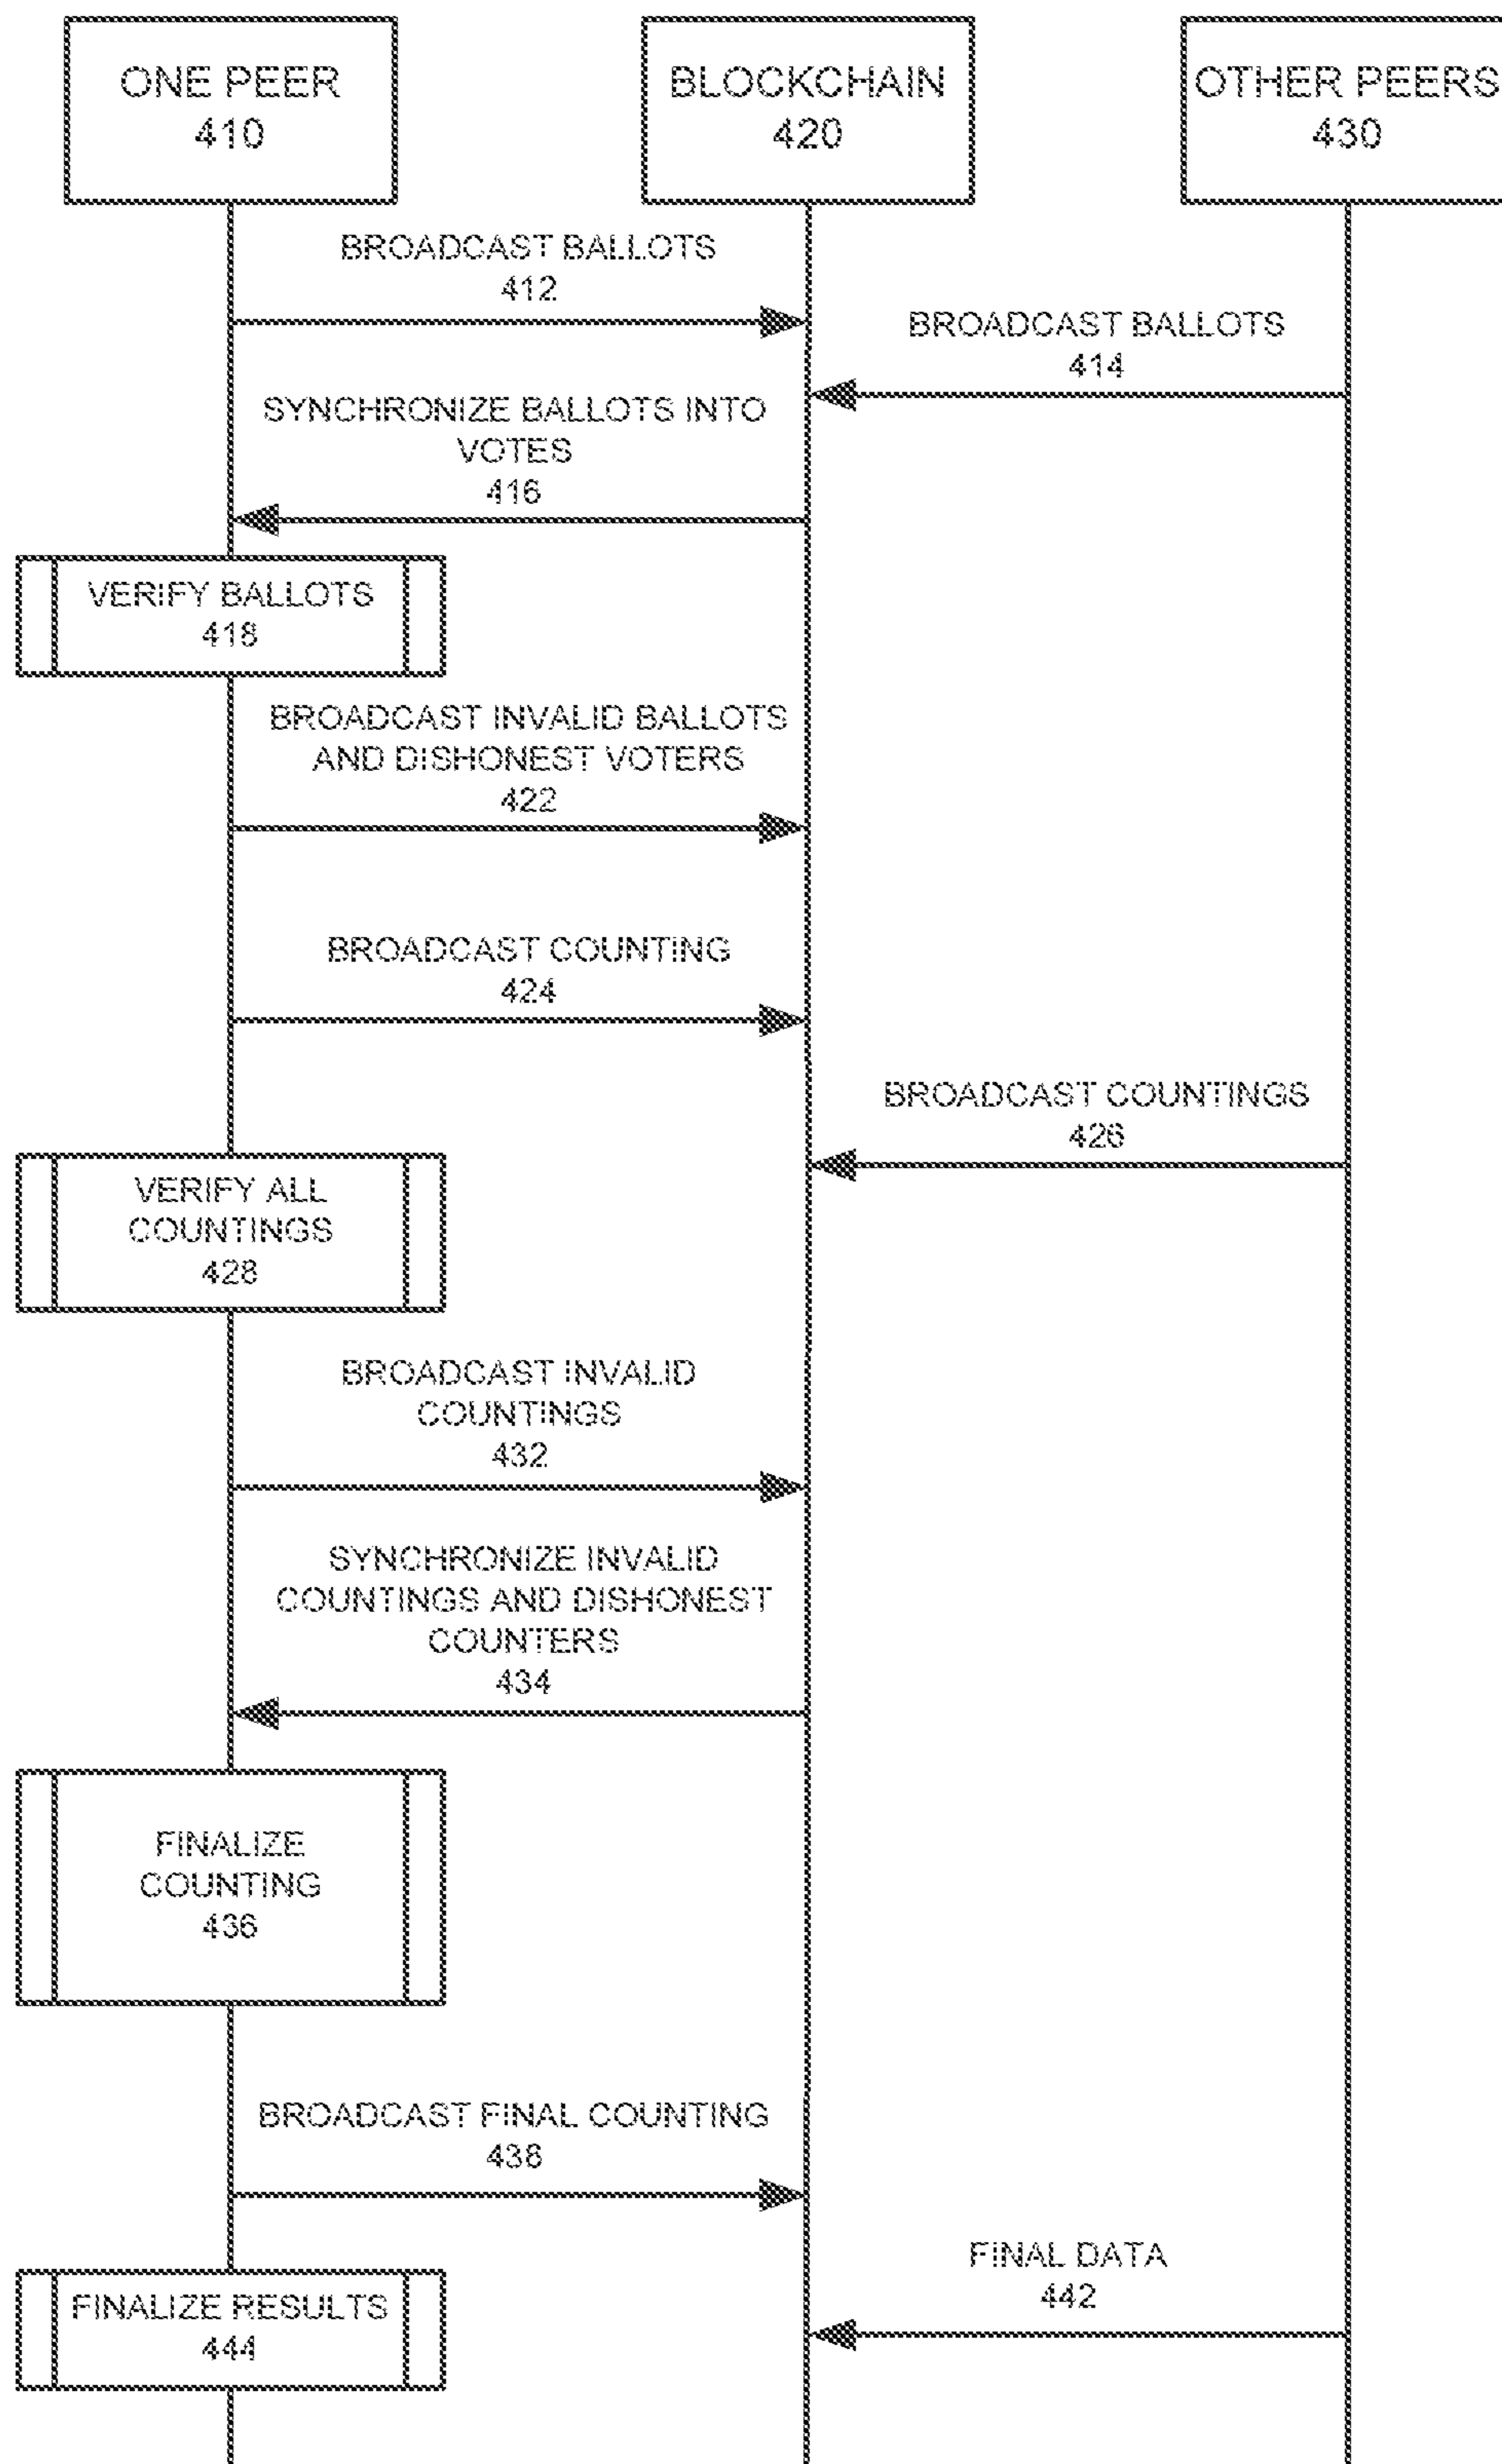 ONE PEER
410
BLOCKCHAIN
420
OTHER PEERS
430
BROADCAST BALLOTS
412
BROADCAST BALLOTS
414
SYNCHRONIZE BALLOTS INTO
VOTES
416
VERIFY BALLOTS
418
BROADCAST INVALID BALLOTS
AND DISHONEST VOTERS
422
BROADCAST COUNTING
424
BROADCAST COUNTINGS
426
VERIFY ALL
COUNTINGS
428
BROADCAST INVALID
COUNTINGS
432
SYNCHRONIZE INVALID
COUNTINGS AND DISHONEST
COUNTERS
434
FINALIZE
COUNTING
436
BROADCAST FINAL COUNTING
438
FINAL DATA
442
FINALIZE RESULTS
444